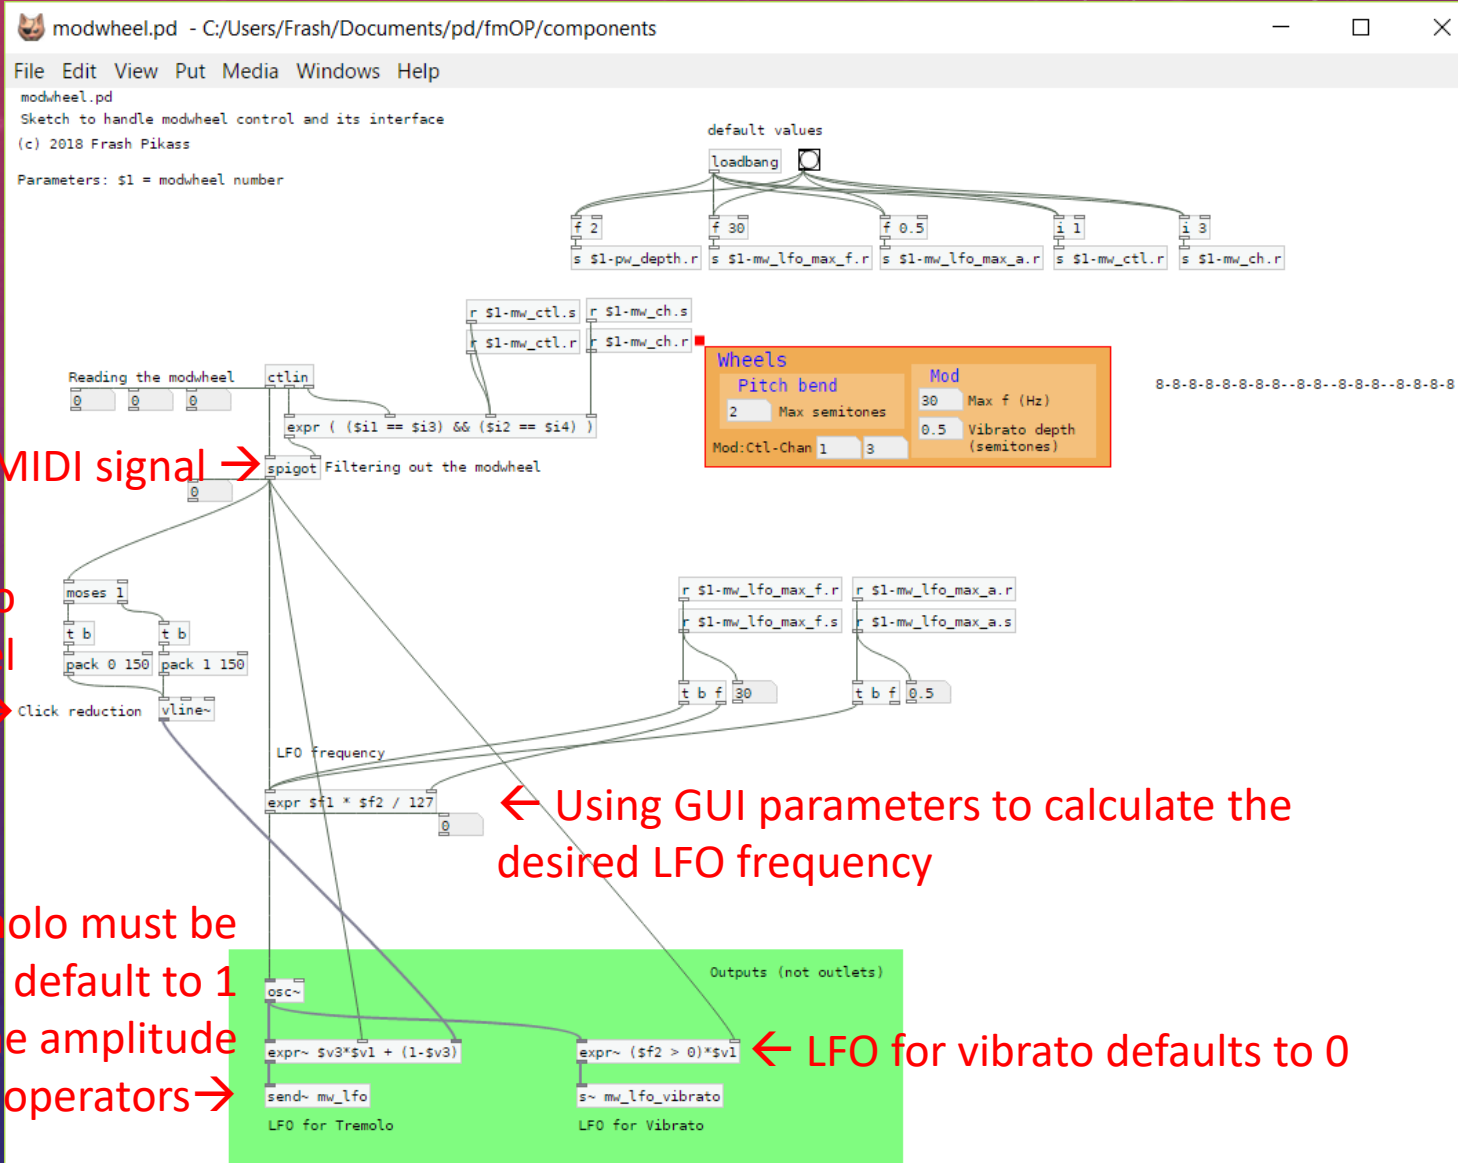 modwheel.pd - C:/Users/Frash/Documents/pd/fmOP/components
File Edit View Put Media Windows Help
modwheel.pd
Sketch to handle modwheel control and its interface
(c) 2018 Frash Pikass
Parameters: $1 = modwheel number
default values
loadbang
f 2
f 30
f 0.5
i 1
i 3
s $1-pw_depth.r
s $1-mw_lfo_max_f.r
s $1-mw_lfo_max_a.r
s $1-mw_ctl.r
s $1-mw_ch.r
r $1-mw_ctl.s
r $1-mw_ch.s
r $1-mw_ctl.r
r $1-mw_ch.r
Wheels
Pitch bend
2 Max semitones
Mod
30 Max f (Hz)
0.5 Vibrato depth
(semitones)
Mod:Ctl-Chan 1 3
8-8-8-8-8-8-8-8--8-8--8-8-8--8-8-8-8
Reading the modwheel
0 0 0
ctlin
expr ( ($i1 == $i3) && ($i2 == $i4) )
MIDI signal →
spigot
Filtering out the modwheel
0
moses 1
t b
t b
pack 0 150
pack 1 150
Click reduction
vline~
r $1-mw_lfo_max_f.r
r $1-mw_lfo_max_a.r
r $1-mw_lfo_max_f.s
r $1-mw_lfo_max_a.s
t b f
30
t b f
0.5
LFO frequency
expr $f1 * $f2 / 127
0
← Using GUI parameters to calculate the
desired LFO frequency
olo must be
default to 1
e amplitude
operators→
Outputs (not outlets)
osc~
expr~ $v3*$v1 + (1-$v3)
expr~ ($f2 > 0)*$v1
← LFO for vibrato defaults to 0
send~ mw_lfo
s~ mw_lfo_vibrato
LFO for Tremolo
LFO for Vibrato